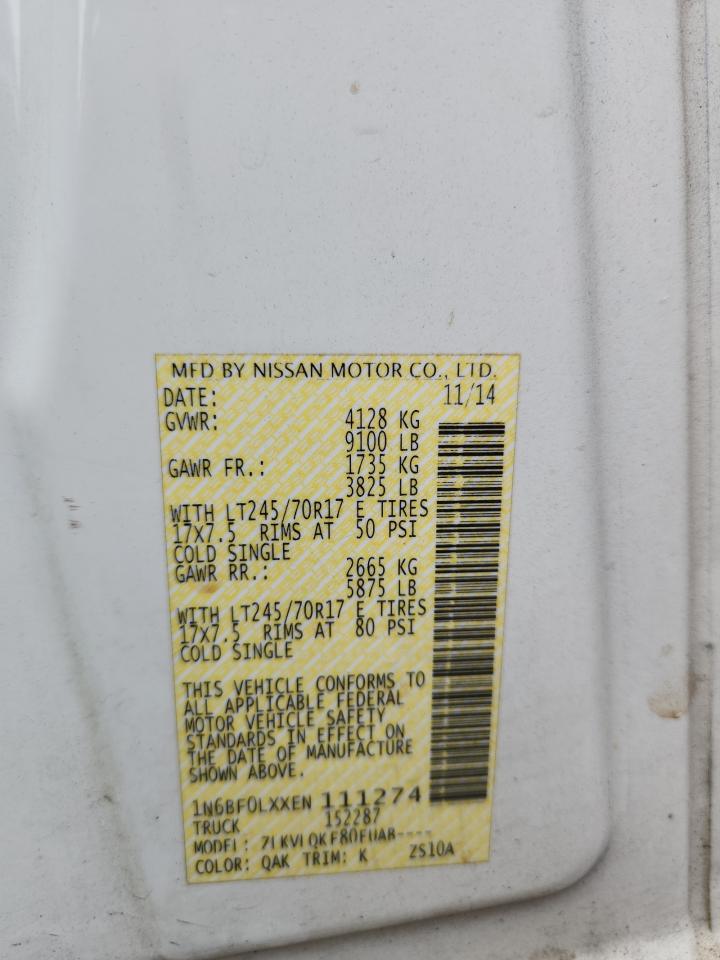 MFD BY NISSAN MOTOR CO., LTD.
DATE: 11/14
GVWR: 4128 KG
9100 LB
GAWR FR.: 1735 KG
3825 LB
WITH LT245/70R17 E TIRES
17X7.5 RIMS AT 50 PSI
COLD SINGLE
GAWR RR.: 2665 KG
5875 LB
WITH LT245/70R17 E TIRES
17X7.5 RIMS AT 80 PSI
COLD SINGLE
THIS VEHICLE CONFORMS TO
ALL APPLICABLE FEDERAL
MOTOR VEHICLE SAFETY
STANDARDS IN EFFECT ON
THE DATE OF MANUFACTURE
SHOWN ABOVE.
1N6BF0LXXEN 111274
TRUCK 152287
MODEL:
COLOR: QAK TRIM: K 2S10A